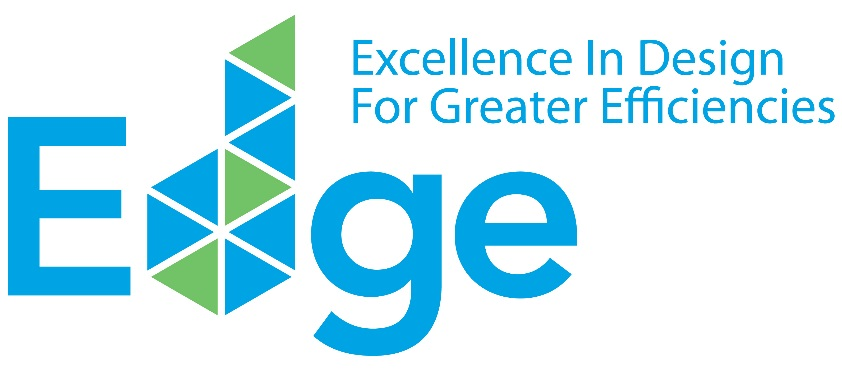 Excellence In Design
For Greater Efficiencies
Edge